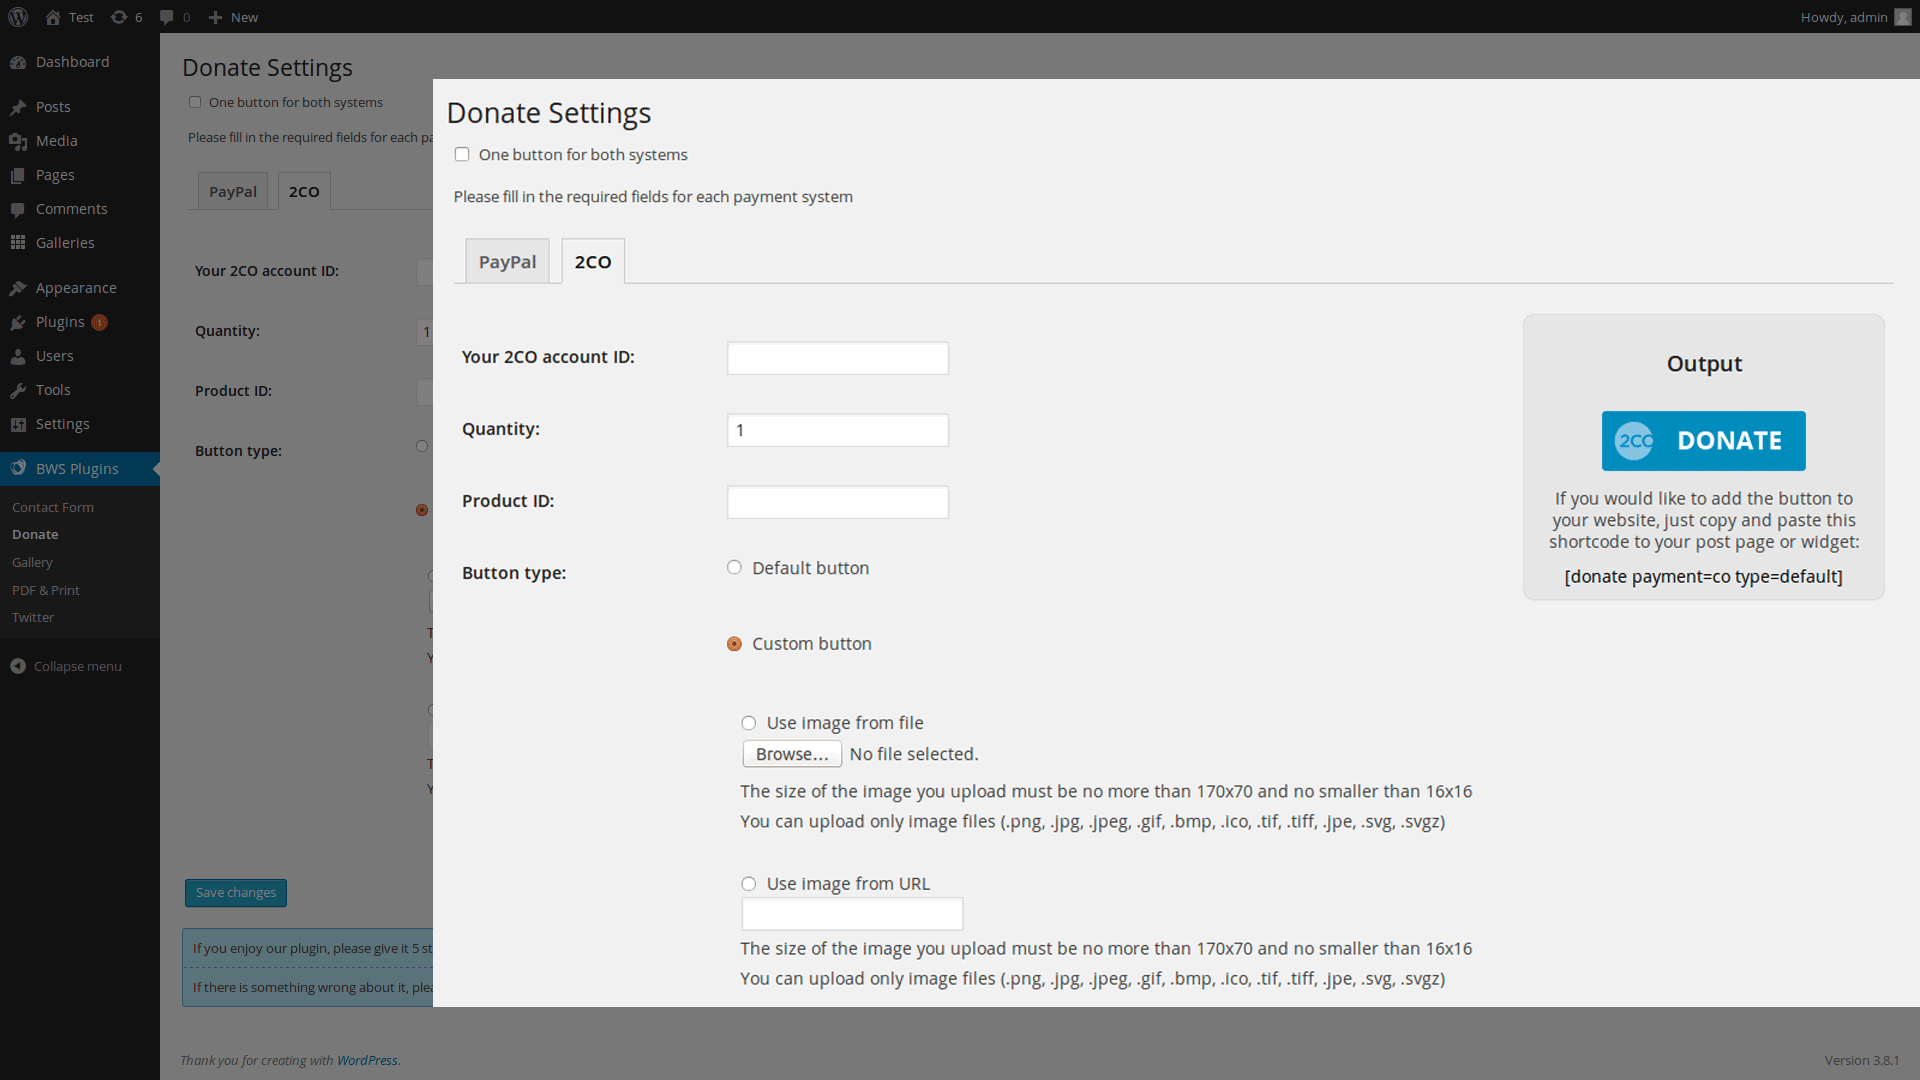 Test 6 0 New Howdy, admin
Dashboard
Posts
Media
Pages
Comments
Galleries
Appearance
Plugins 1
Users
Tools
Settings
BWS Plugins
Contact Form
Donate
Gallery
PDF & Print
Twitter
Collapse menu
Donate Settings
One button for both systems
Please fill in the required fields for each pa
PayPal 2CO
Your 2CO account ID:
Quantity: 1
Product ID:
Button type:
Save changes
If you enjoy our plugin, please give it 5 st
If there is something wrong about it, plea
Thank you for creating with WordPress.
Version 3.8.1
Donate Settings
One button for both systems
Please fill in the required fields for each payment system
PayPal 2CO
Your 2CO account ID:
Quantity: 1
Product ID:
Button type: Default button
Custom button
Use image from file
Browse... No file selected.
The size of the image you upload must be no more than 170x70 and no smaller than 16x16
You can upload only image files (.png, .jpg, .jpeg, .gif, .bmp, .ico, .tif, .tiff, .jpe, .svg, .svgz)
Use image from URL
The size of the image you upload must be no more than 170x70 and no smaller than 16x16
You can upload only image files (.png, .jpg, .jpeg, .gif, .bmp, .ico, .tif, .tiff, .jpe, .svg, .svgz)
Output
2CO DONATE
If you would like to add the button to
your website, just copy and paste this
shortcode to your post page or widget:
[donate payment=co type=default]